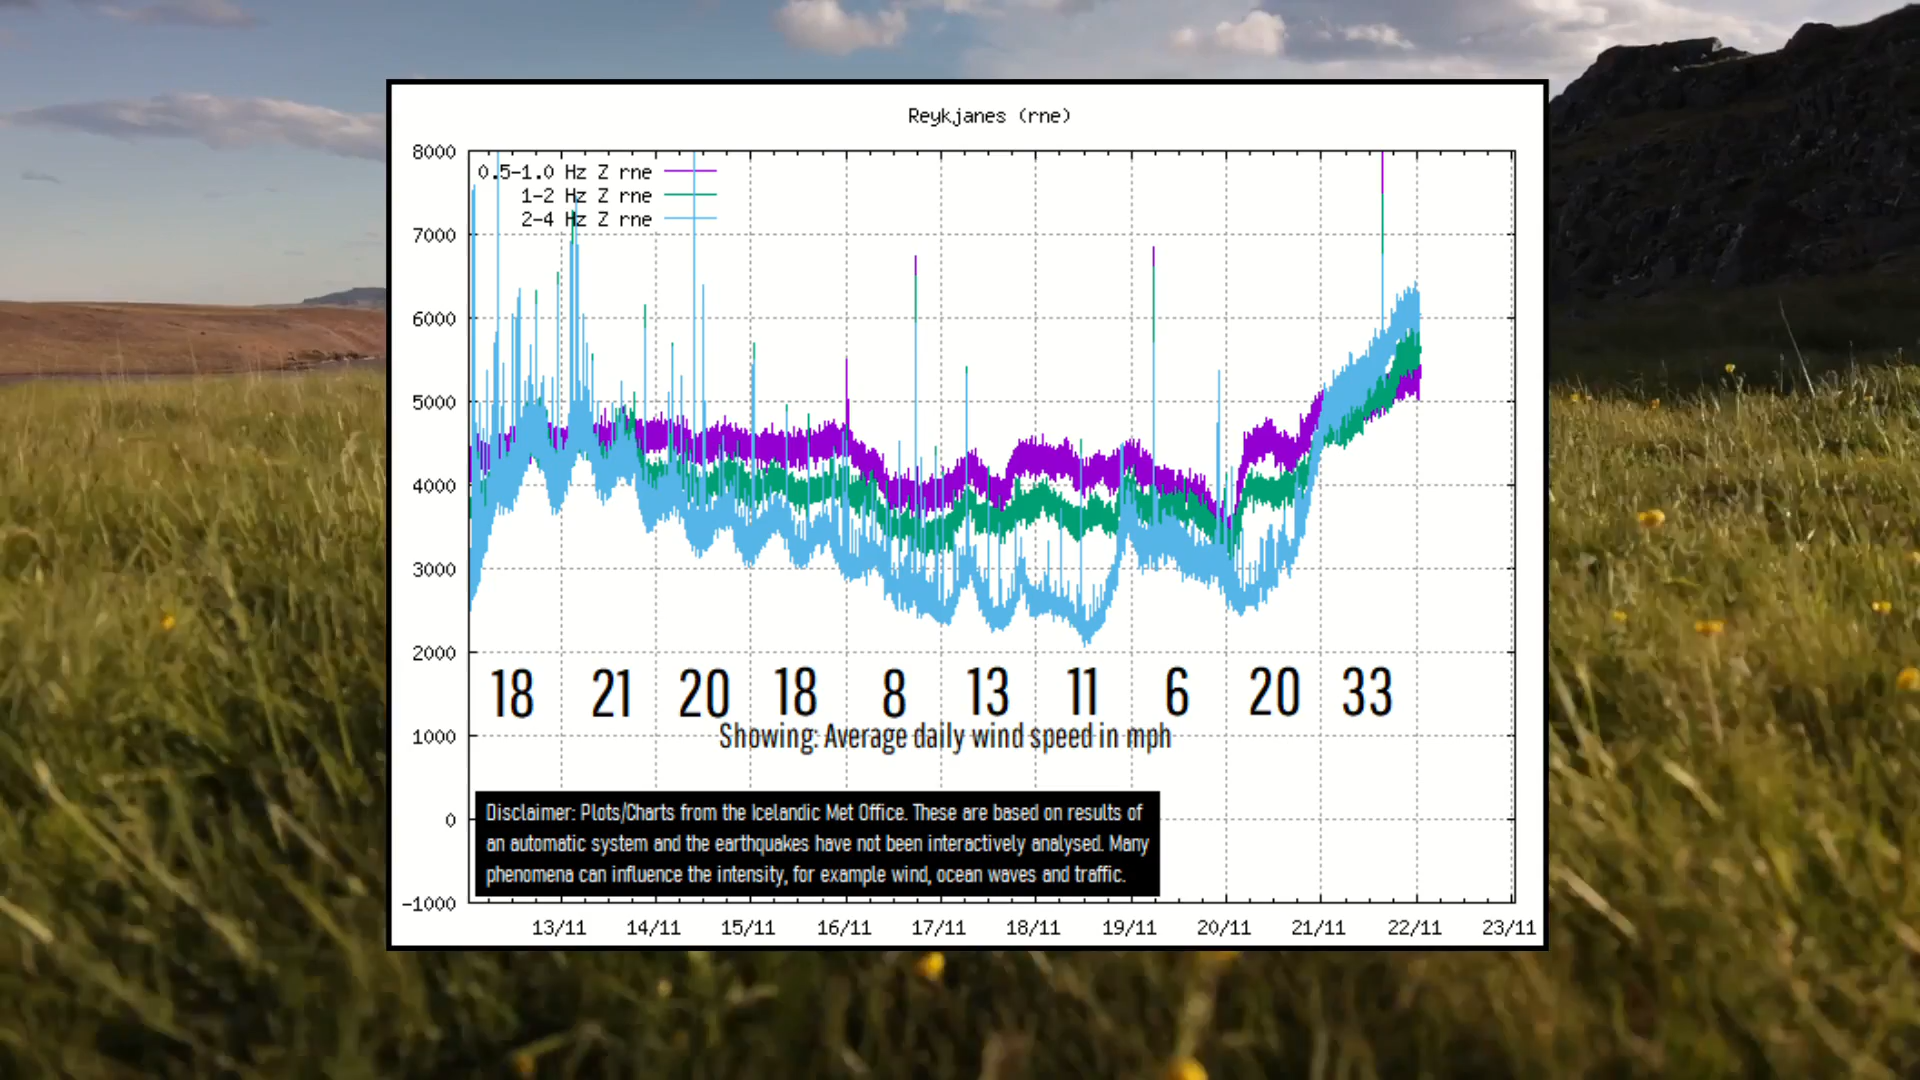 Reykjanes (rne)
8000
0.5-1.0 Hz Z rne
1-2 Hz Z rne
2-4 Hz Z rne
7000
6000
5000
4000
3000
2000
18 21 20 18 8 13 11 6 20 33
1000
Showing: Average daily wind speed in mph
0
Disclaimer: Plots/Charts from the Icelandic Met Office. These are based on results of
an automatic system and the earthquakes have not been interactively analysed. Many
phenomena can influence the intensity, for example wind, ocean waves and traffic.
-1000
13/11 14/11 15/11 16/11 17/11 18/11 19/11 20/11 21/11 22/11 23/11